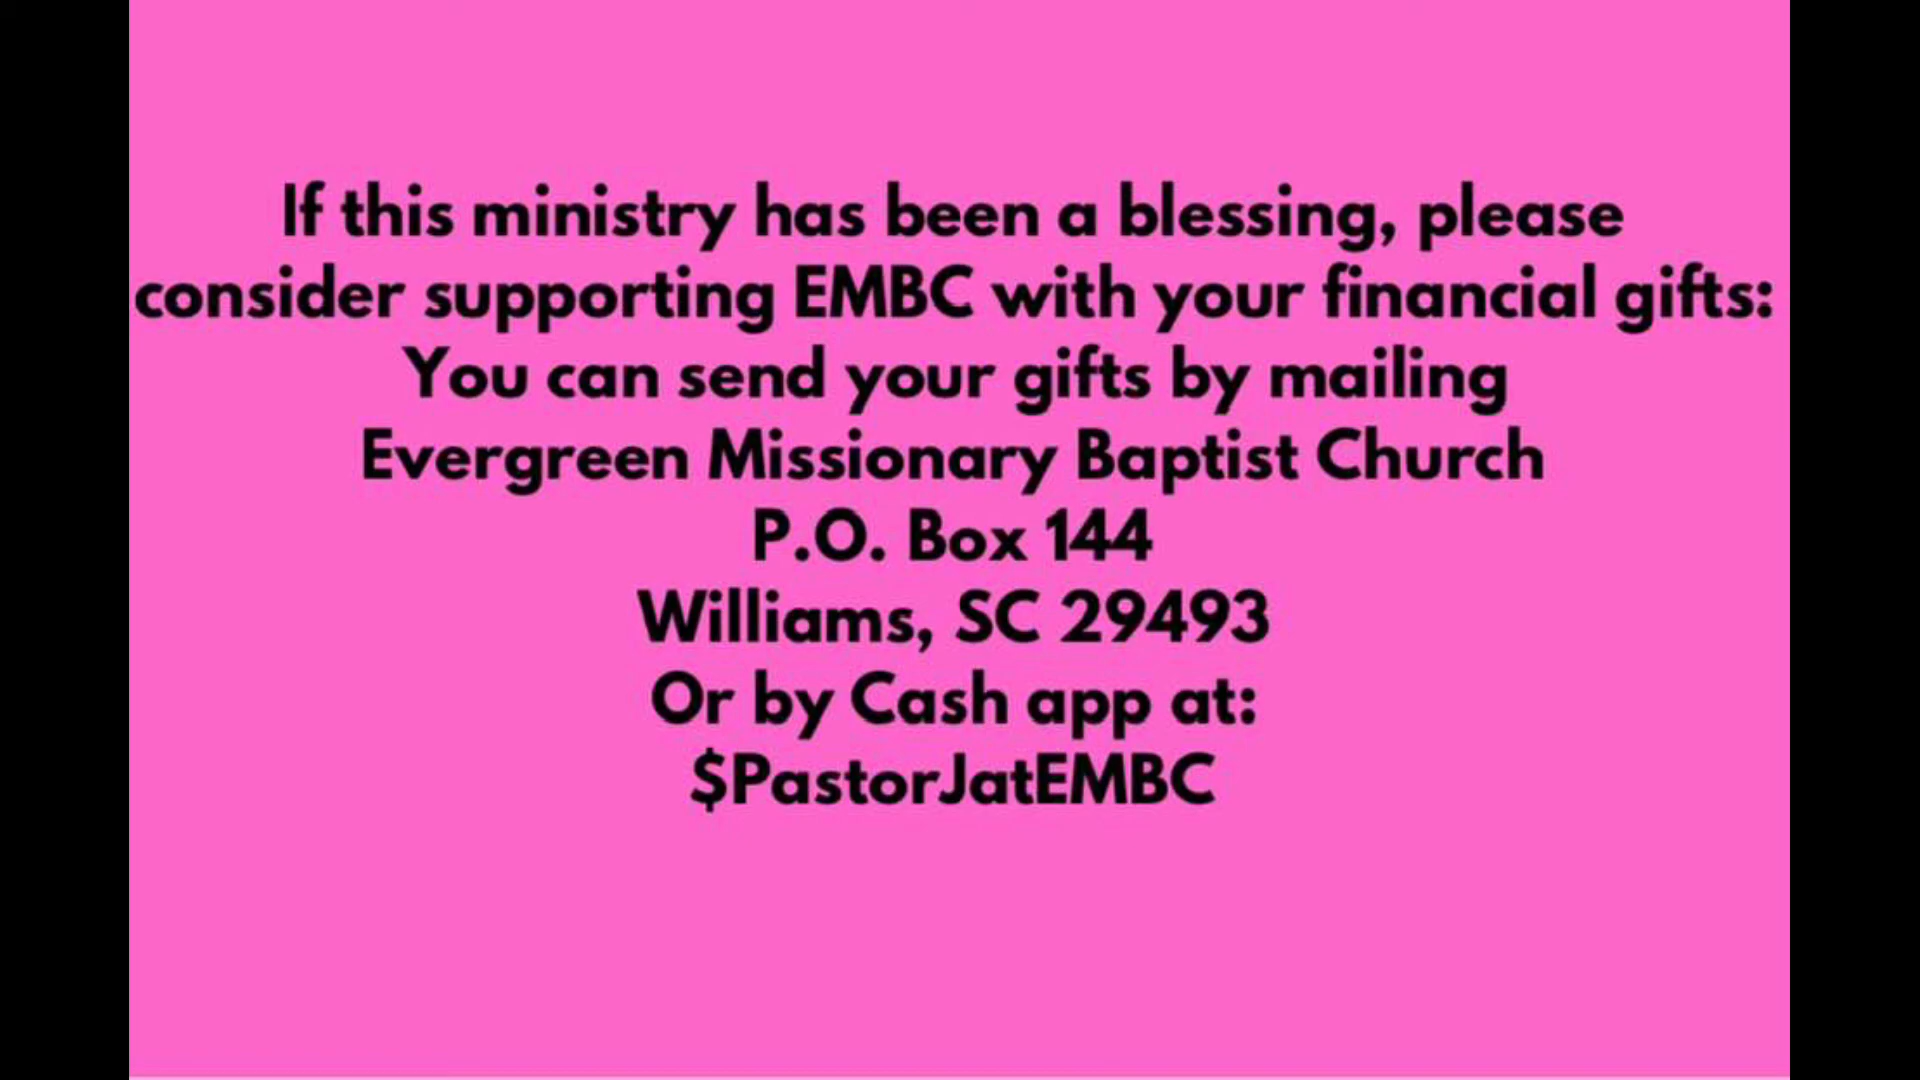 If this ministry has been a blessing, please
consider supporting EMBC with your financial gifts:
You can send your gifts by mailing
Evergreen Missionary Baptist Church
P.O. Box 144
Williams, SC 29493
Or by Cash app at:
$PastorJatEMBC